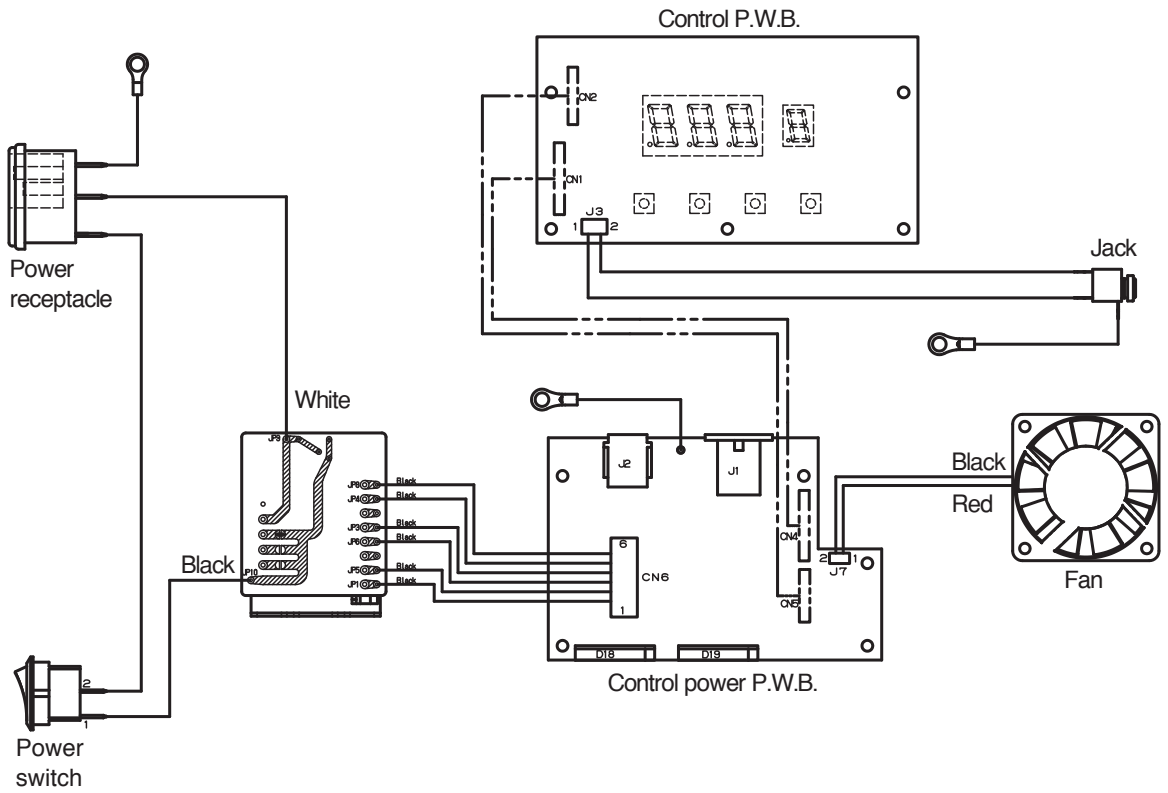 Control P.W.B.
CN2
CN1
J3
1 2
Power
receptacle
Jack
White
JP9
JP8 Black
JP4 Black
JP3 Black
JP6 Black
JP5 Black
JP1 Black
Black
JP10
J2
J1
CN4
CN5
6
CN6
1
2 1
J7
D18
D19
Control power P.W.B.
Black
Red
Fan
2
1
Power
switch